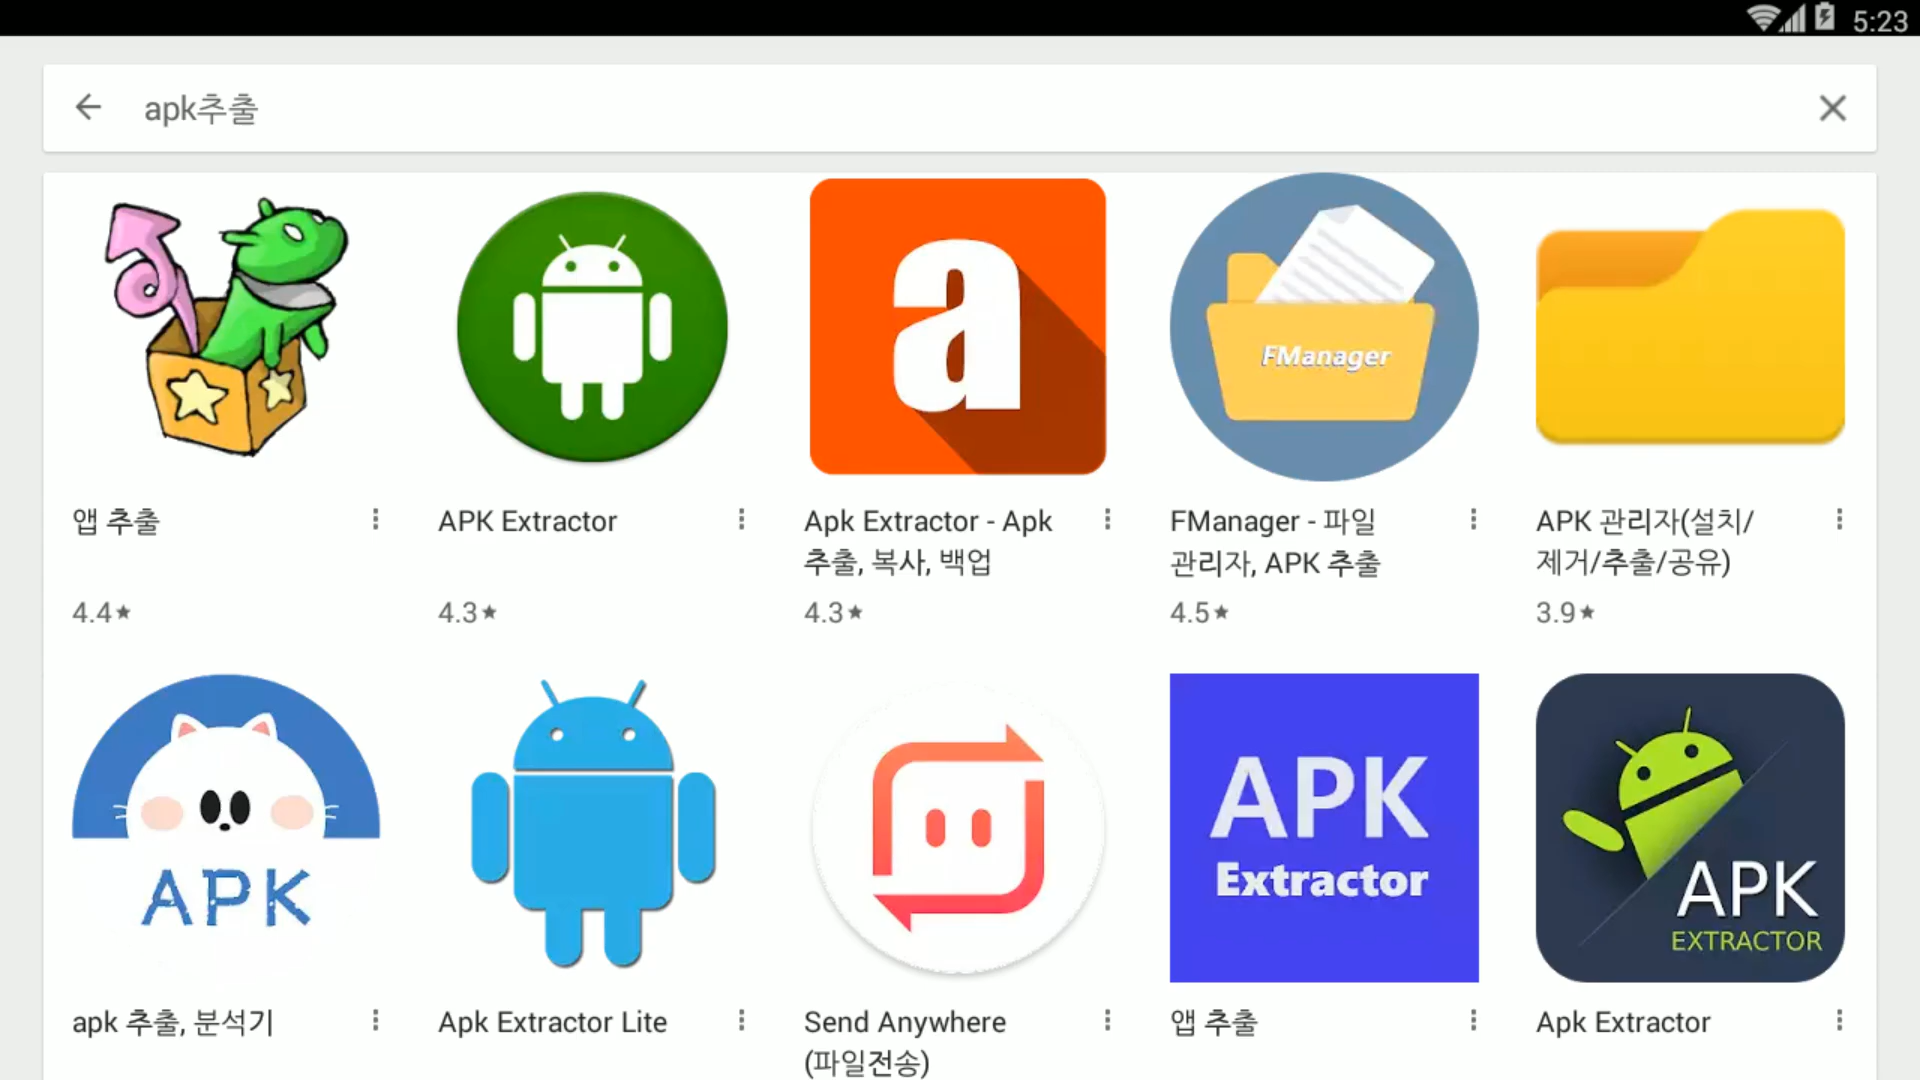 5:23
apk추출
앱 추출
4.4★
APK Extractor
4.3★
a
Apk Extractor - Apk
추출, 복사, 백업
4.3★
FManager
FManager - 파일
관리자, APK 추출
4.5★
APK 관리자(설치/
제거/추출/공유)
3.9★
APK
apk 추출, 분석기
Apk Extractor Lite
Send Anywhere
(파일전송)
APK
Extractor
앱 추출
APK
EXTRACTOR
Apk Extractor